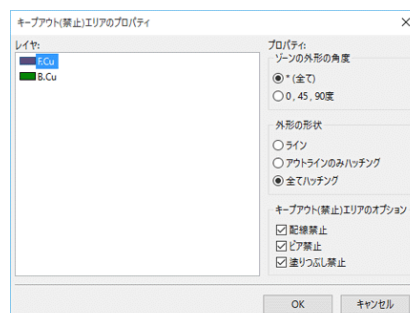 キープアウト(禁止)エリアのプロパティ
レイヤ:
F.Cu
B.Cu
プロパティ:
ゾーンの外形の角度
* (全て)
0, 45, 90度
外形の形状
ライン
アウトラインのみハッチング
全てハッチング
キープアウト(禁止)エリアのオプション
配線禁止
ビア禁止
塗りつぶし禁止
OK
キャンセル